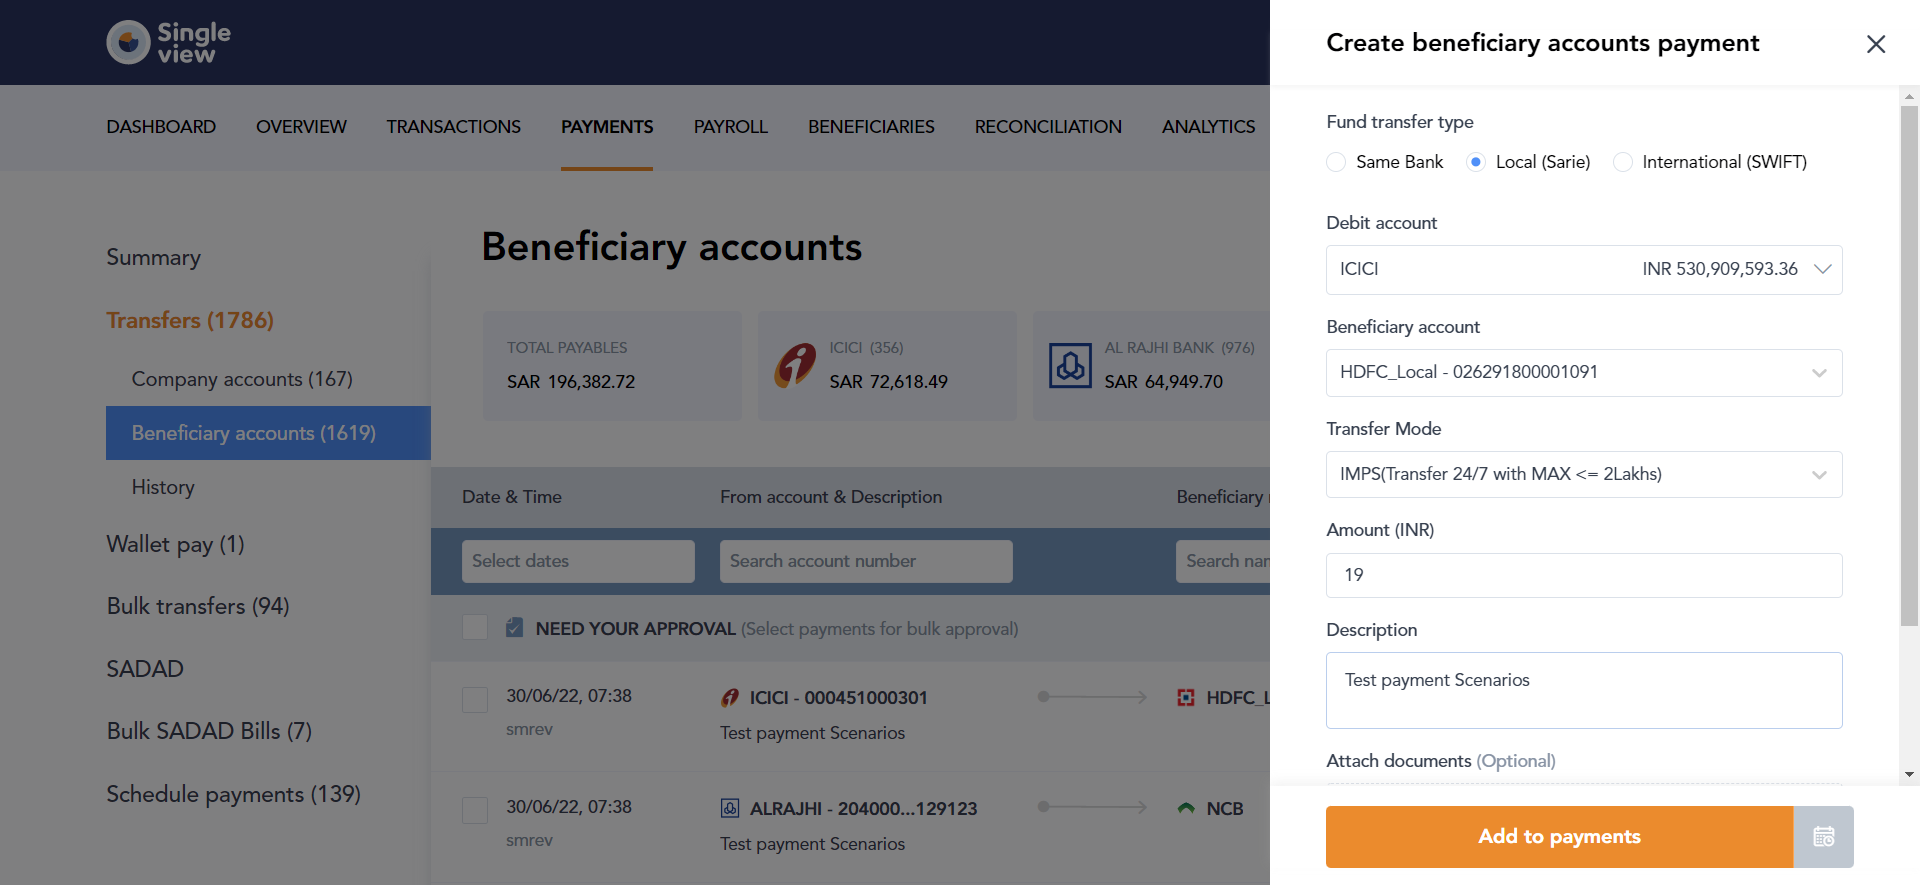 Single
view
DASHBOARD OVERVIEW TRANSACTIONS PAYMENTS PAYROLL BENEFICIARIES RECONCILIATION ANALYTICS
Summary
Transfers (1786)
Company accounts (167)
Beneficiary accounts (1619)
History
Wallet pay (1)
Bulk transfers (94)
SADAD
Bulk SADAD Bills (7)
Schedule payments (139)
Beneficiary accounts
TOTAL PAYABLES
SAR 196,382.72
ICICI (356)
SAR 72,618.49
AL RAJHI BANK (976)
SAR 64,949.70
Date & Time From account & Description Beneficiary
Select dates Search account number Search nar
NEED YOUR APPROVAL (Select payments for bulk approval)
30/06/22, 07:38 ICICI - 000451000301 HDFC_L
smrev Test payment Scenarios
30/06/22, 07:38 ALRAJHI - 204000...129123 NCB
smrev Test payment Scenarios
Create beneficiary accounts payment
Fund transfer type
Same Bank Local (Sarie) International (SWIFT)
Debit account
ICICI INR 530,909,593.36
Beneficiary account
HDFC_Local - 026291800001091
Transfer Mode
IMPS(Transfer 24/7 with MAX <= 2Lakhs)
Amount (INR)
19
Description
Test payment Scenarios
Attach documents (Optional)
Add to payments